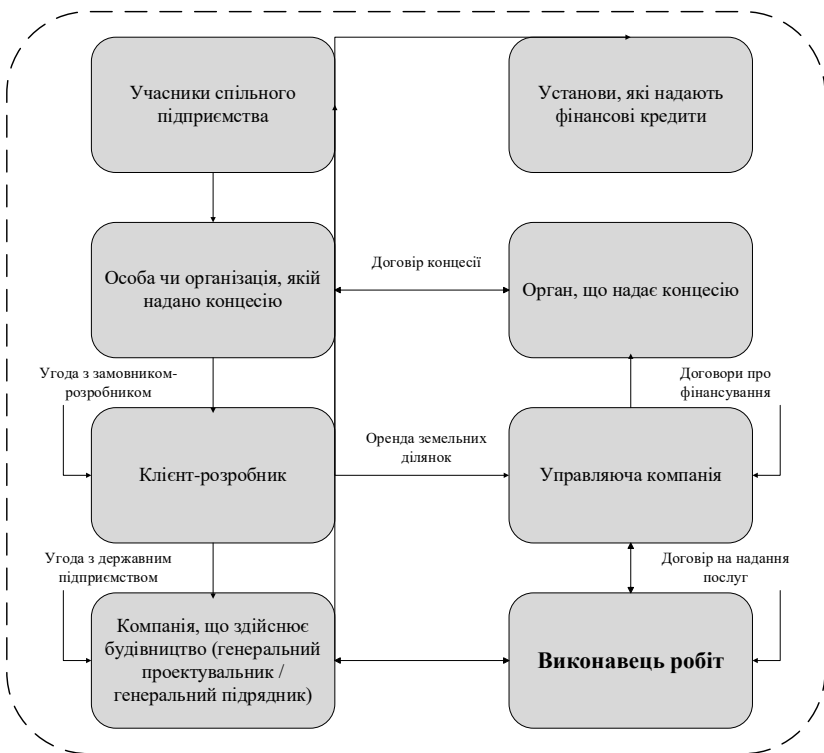 Учасники спільного
підприємства
Установи, які надають
фінансові кредити
Особа чи організація, якій
надано концесію
Договір концесії
Орган, що надає концесію
Угода з замовником-
розробником
Договори про
фінансування
Клієнт-розробник
Оренда земельних
ділянок
Управляюча компанія
Угода з державним
підприємством
Договір на надання
послуг
Компанія, що здійснює
будівництво (генеральний
проектувальник /
генеральний підрядник)
Виконавець робіт